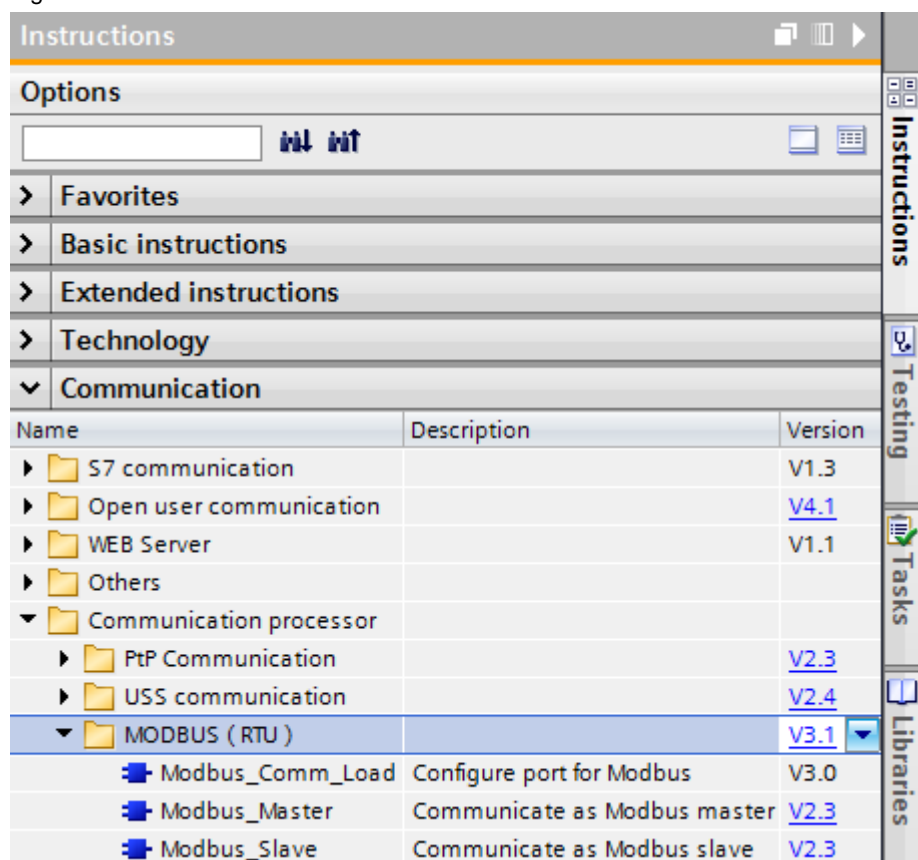 Instructions
Options
Favorites
Basic instructions
Extended instructions
Technology
Communication
Name Description Version
S7 communication V1.3
Open user communication V4.1
WEB Server V1.1
Others
Communication processor
PtP Communication V2.3
USS communication V2.4
MODBUS ( RTU ) V3.1
Modbus_Comm_Load Configure port for Modbus V3.0
Modbus_Master Communicate as Modbus master V2.3
Modbus_Slave Communicate as Modbus slave V2.3
Instructions
Testing
Tasks
Libraries